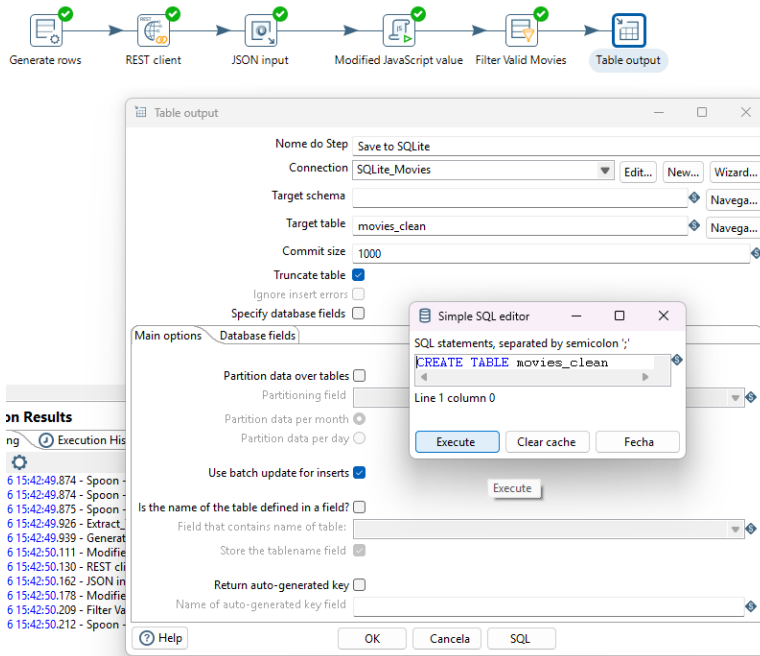 Generate rows
REST client
JSON input
Modified JavaScript value
Filter Valid Movies
Table output
Table output
Nome do Step Save to SQLite
Connection SQLite_Movies Edit... New... Wizard...
Target schema Navega...
Target table movies_clean Navega...
Commit size 1000
Truncate table
Ignore insert errors
Specify database fields
Main options Database fields
Partition data over tables
Partitioning field
Partition data per month
Partition data per day
Use batch update for inserts
Is the name of the table defined in a field?
Field that contains name of table:
Store the tablename field
Return auto-generated key
Name of auto-generated key field
Help OK Cancela SQL
Simple SQL editor
SQL statements, separated by semicolon ';'
CREATE TABLE movies_clean
Line 1 column 0
Execute Clear cache Fecha
Execute
on Results
ng Execution His
6 15:42:49.874 - Spoon -
6 15:42:49.874 - Spoon -
6 15:42:49.875 - Spoon -
6 15:42:49.926 - Extract_
6 15:42:49.939 - Generat
6 15:42:50.111 - Modifie
6 15:42:50.130 - REST cli
6 15:42:50.162 - JSON in
6 15:42:50.178 - Modifie
6 15:42:50.209 - Filter Va
6 15:42:50.212 - Spoon -